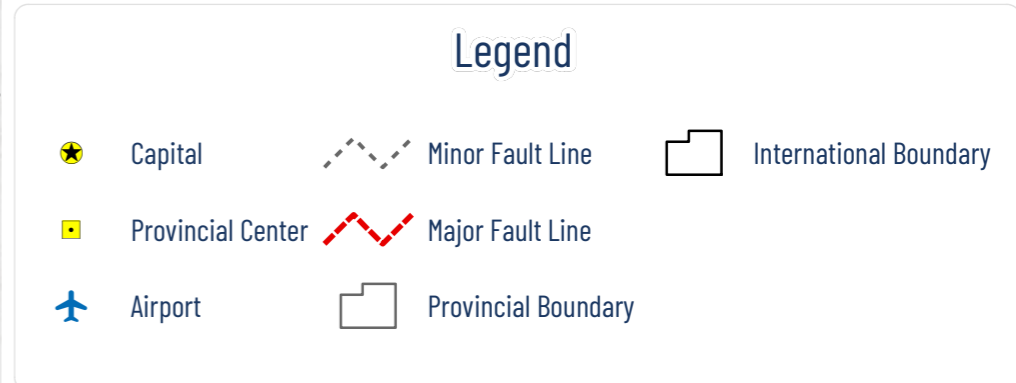 Legend
Capital
Minor Fault Line
International Boundary
Provincial Center
Major Fault Line
Airport
Provincial Boundary